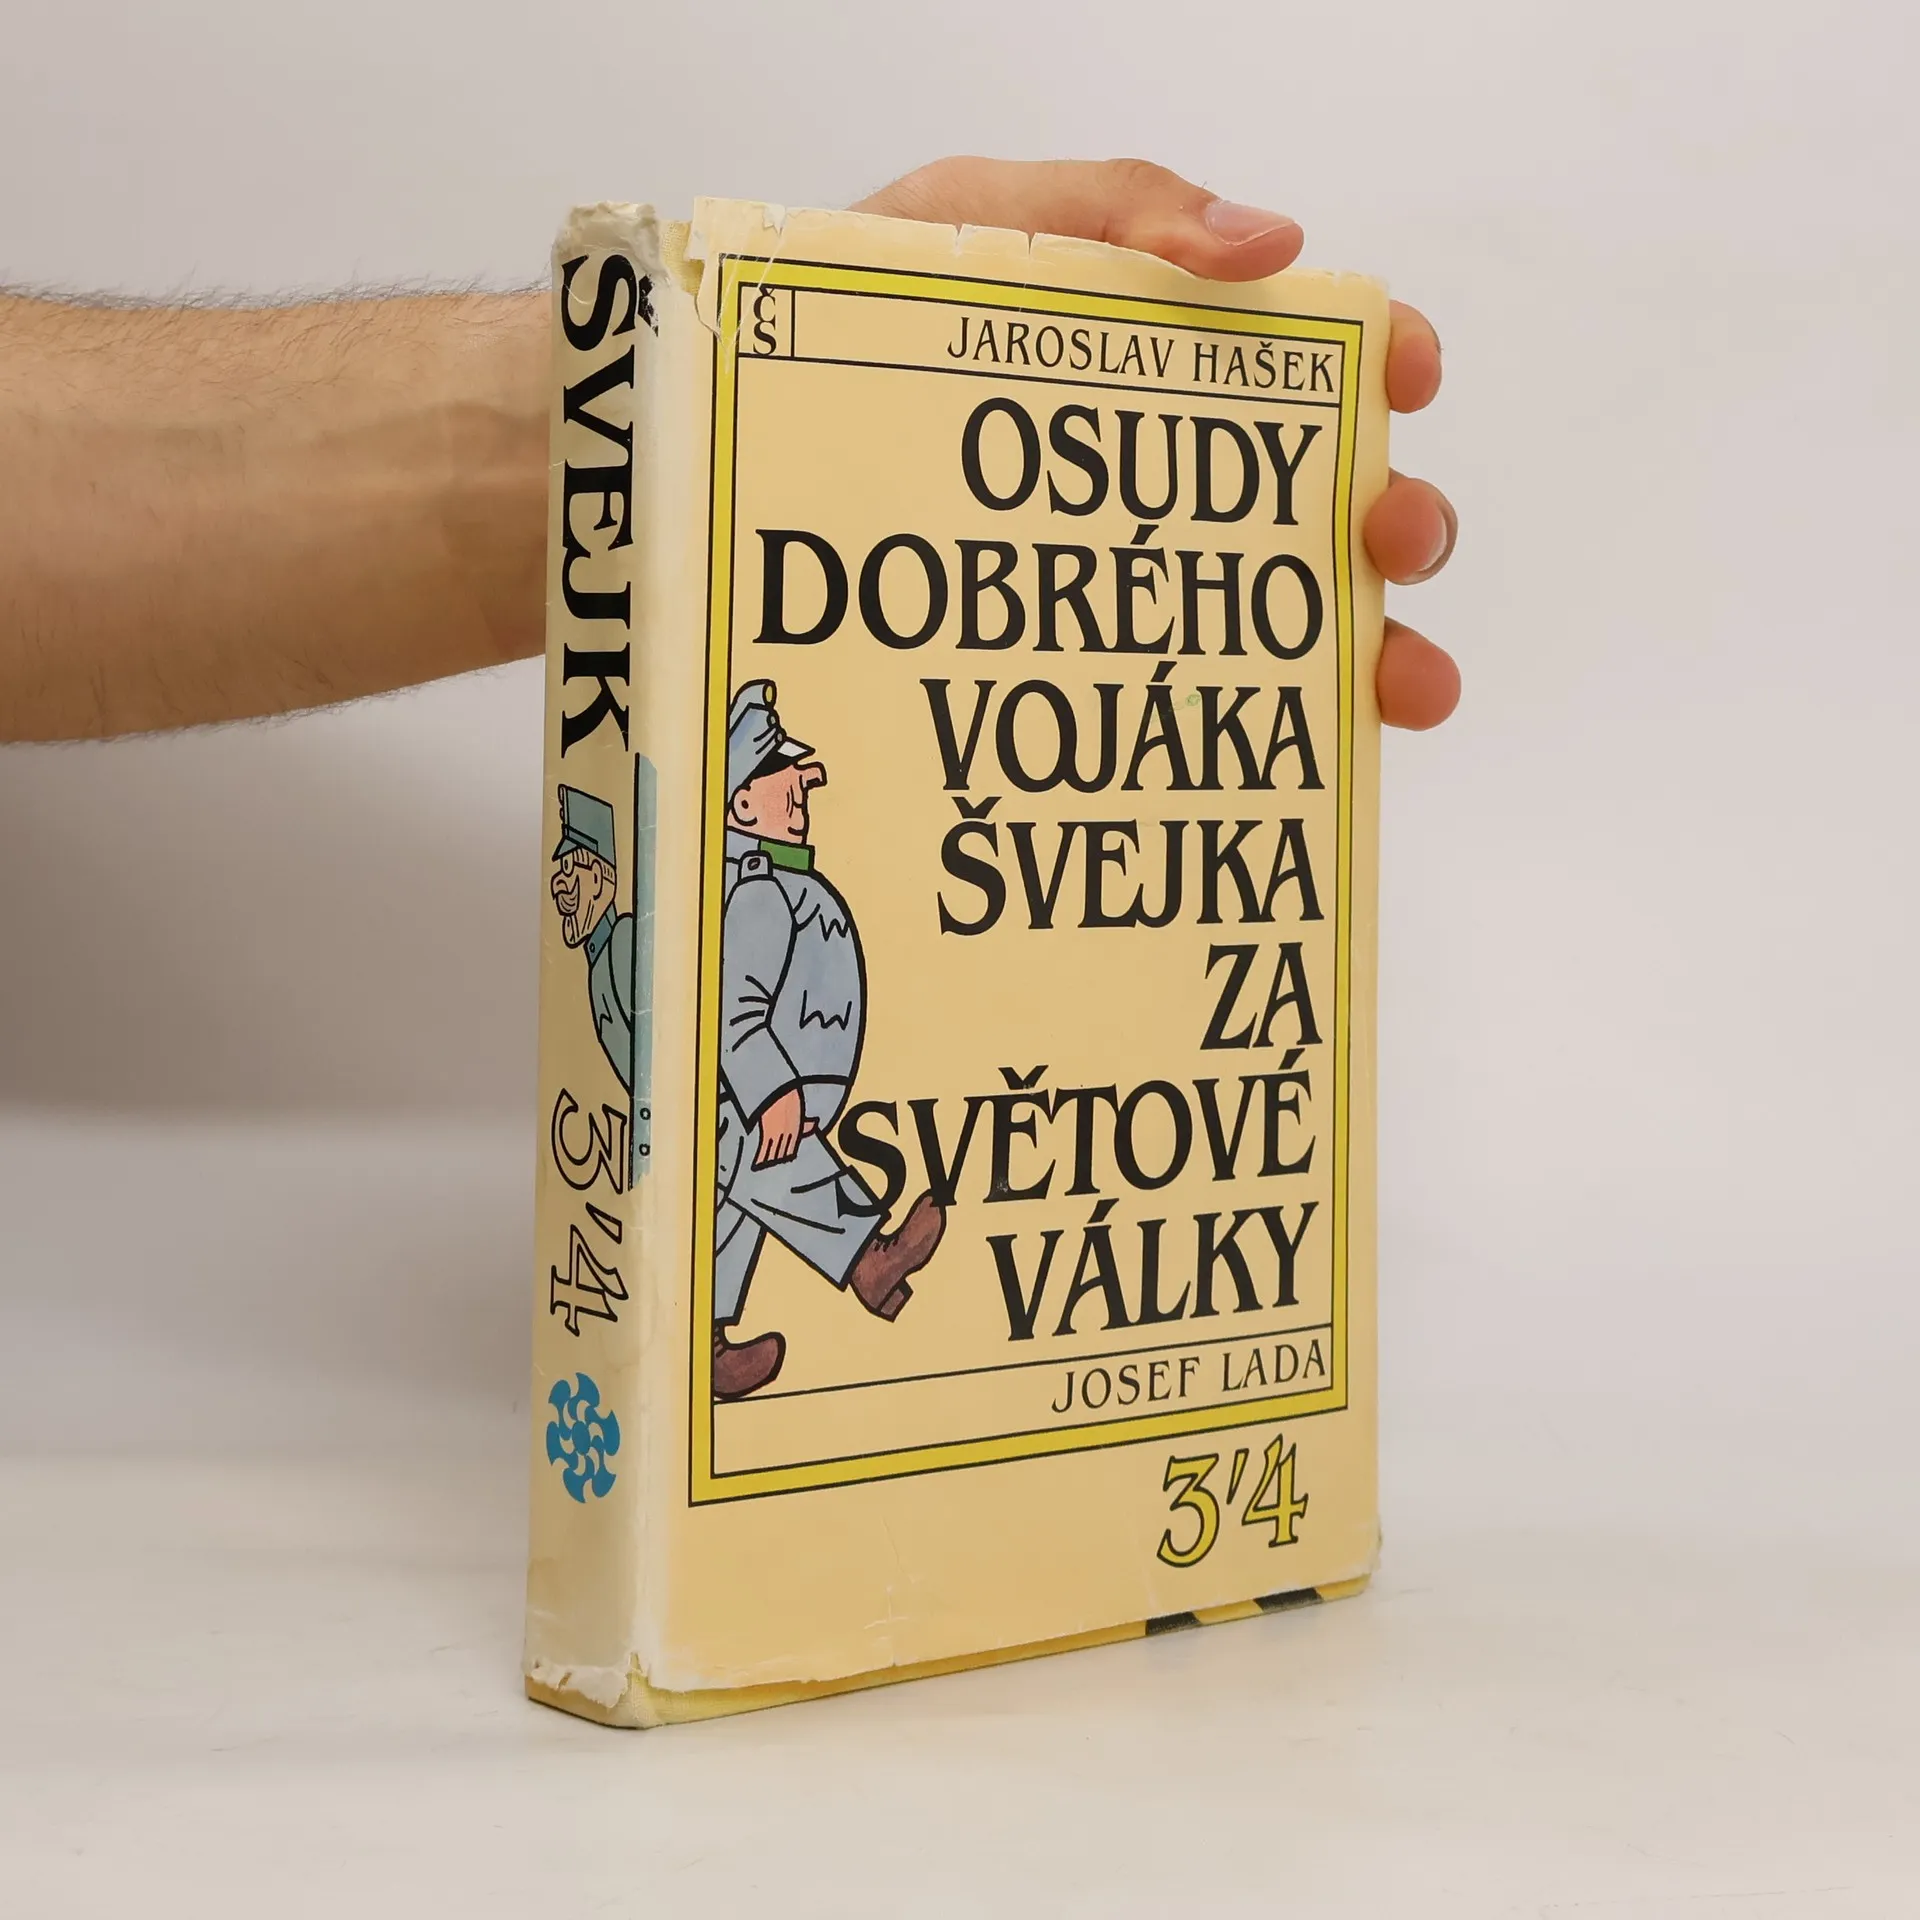 ŠVEJK 3'4
ČS
JAROSLAV HAŠEK
OSUDY
DOBRÉHO
VOJÁKA
ŠVEJKA
ZA
SVĚTOVÉ
VÁLKY
JOSEF LADA
3'4